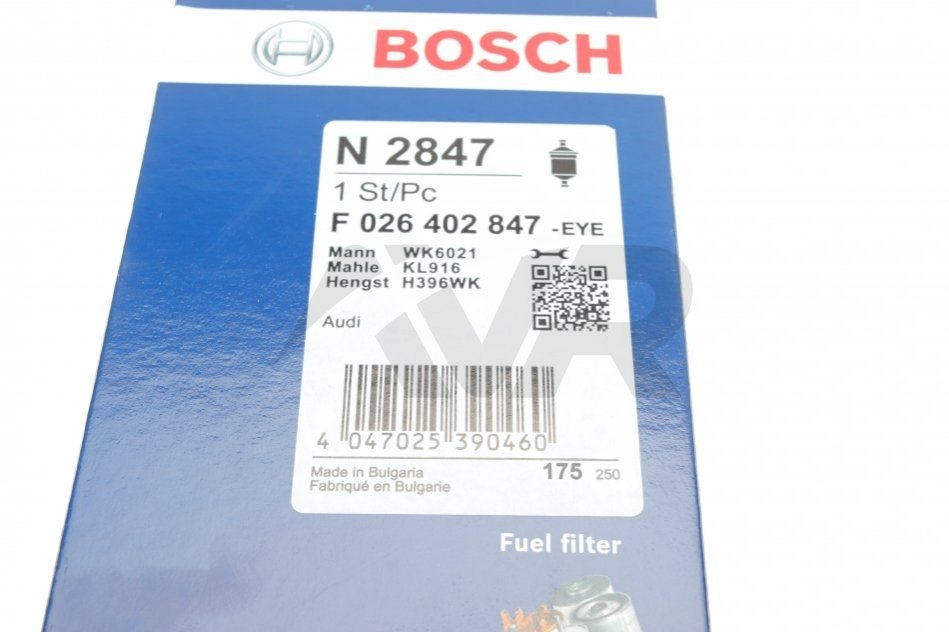 BOSCH
N 2847
1 St/Pc
F 026 402 847 -EYE
Mann WK6021
Mahle KL916
Hengst H396WK
Audi
4 047025 390460
Made in Bulgaria 175 250
Fabriqué en Bulgarie
Fuel filter